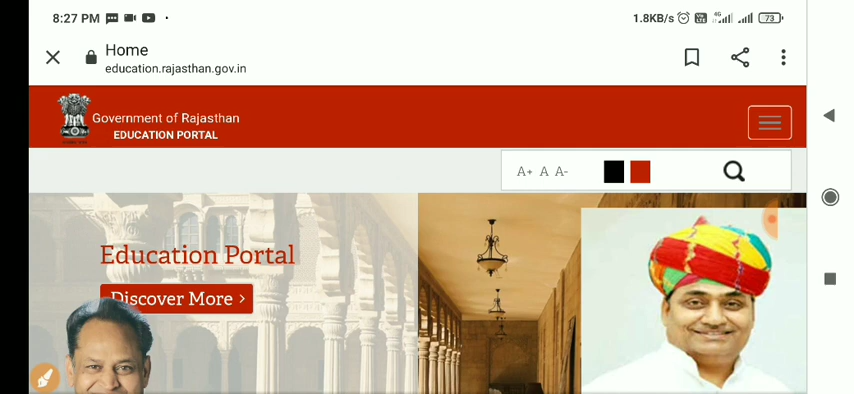 8:27 PM
1.8KB/s 4G 73
Home
education.rajasthan.gov.in
Government of Rajasthan
EDUCATION PORTAL
A+ A A-
Education Portal
Discover More >